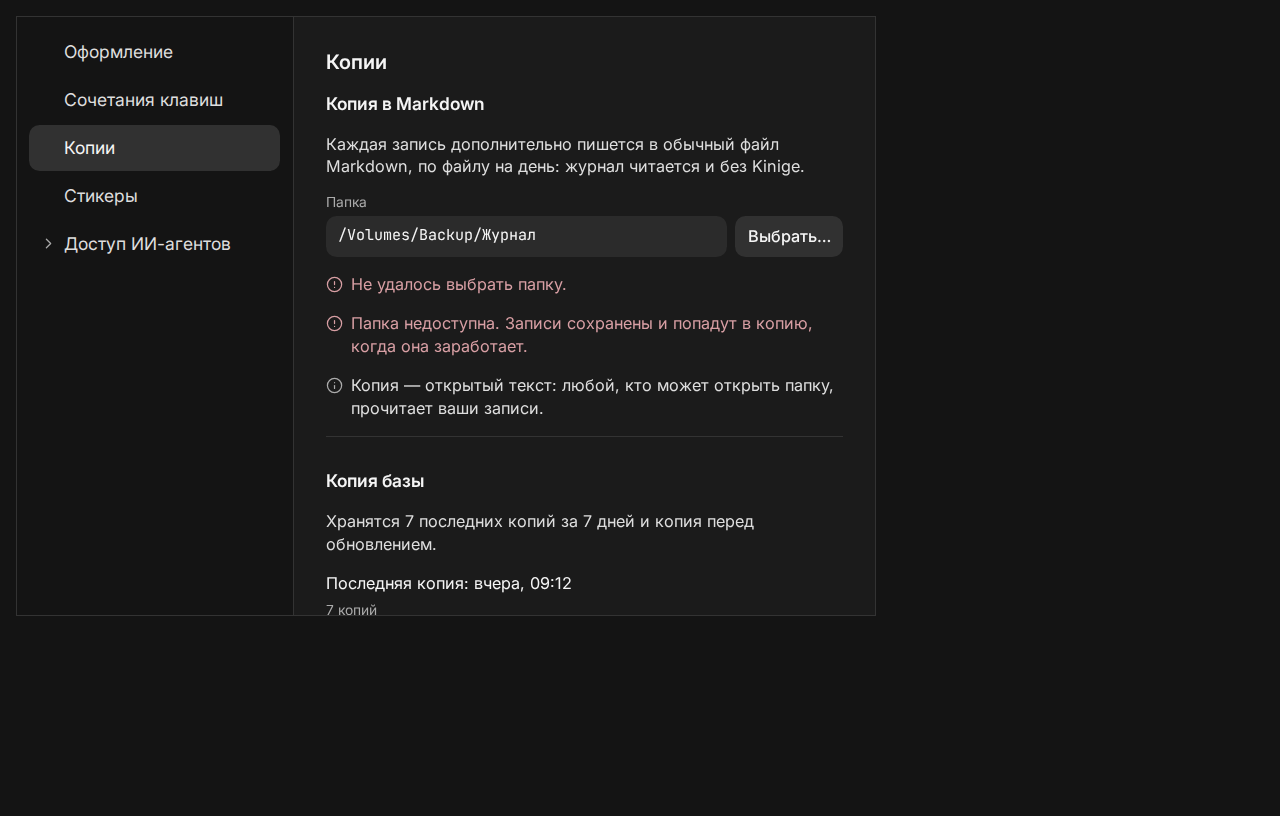 Оформление
Сочетания клавиш
Копии
Стикеры
Доступ ИИ-агентов
Копии
Копия в Markdown
Каждая запись дополнительно пишется в обычный файл
Markdown, по файлу на день: журнал читается и без Kinige.
Папка
/Volumes/Backup/Журнал
Выбрать...
Не удалось выбрать папку.
Папка недоступна. Записи сохранены и попадут в копию,
когда она заработает.
Копия — открытый текст: любой, кто может открыть папку,
прочитает ваши записи.
Копия базы
Хранятся 7 последних копий за 7 дней и копия перед
обновлением.
Последняя копия: вчера, 09:12
7 копий